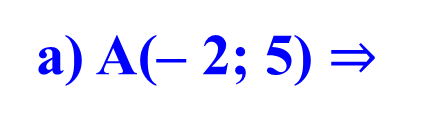 a) A(– 2; 5) ⇒